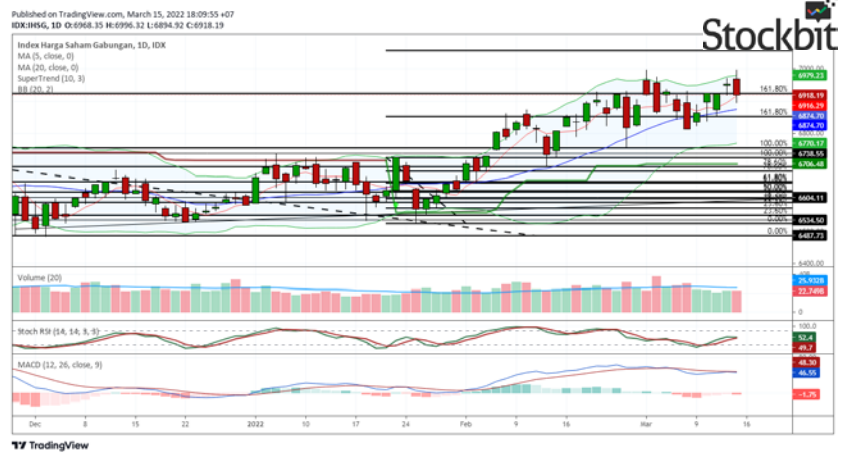 Published on TradingView.com, March 15, 2022 18:09:55 +07
IDX:IHSG, 1D O:6968.35 H:6996.32 L:6894.92 C:6918.19
Stockbit
Index Harga Saham Gabungan, 1D, IDX
MA (5, close, 0)
MA (20, close, 0)
SuperTrend (10, 3)
BB (20, 2)
7000.00
6979.23
161.80%
6918.19
6916.29
161.80%
6874.70
6874.70
6800.00
100.00%
6770.17
100.00%
6738.55
6706.48
6604.11
23.60%
0.00%
6534.50
0.00%
6487.73
6400.00
Volume (20)
25.932B
22.749B
0
Stoch RSI (14, 14, 3, 3)
100.0
52.4
49.7
MACD (12, 26, close, 9)
48.30
46.55
-1.75
Dec 8 15 22 2022 10 17 24 Feb 9 16 Mar 9 16
TradingView